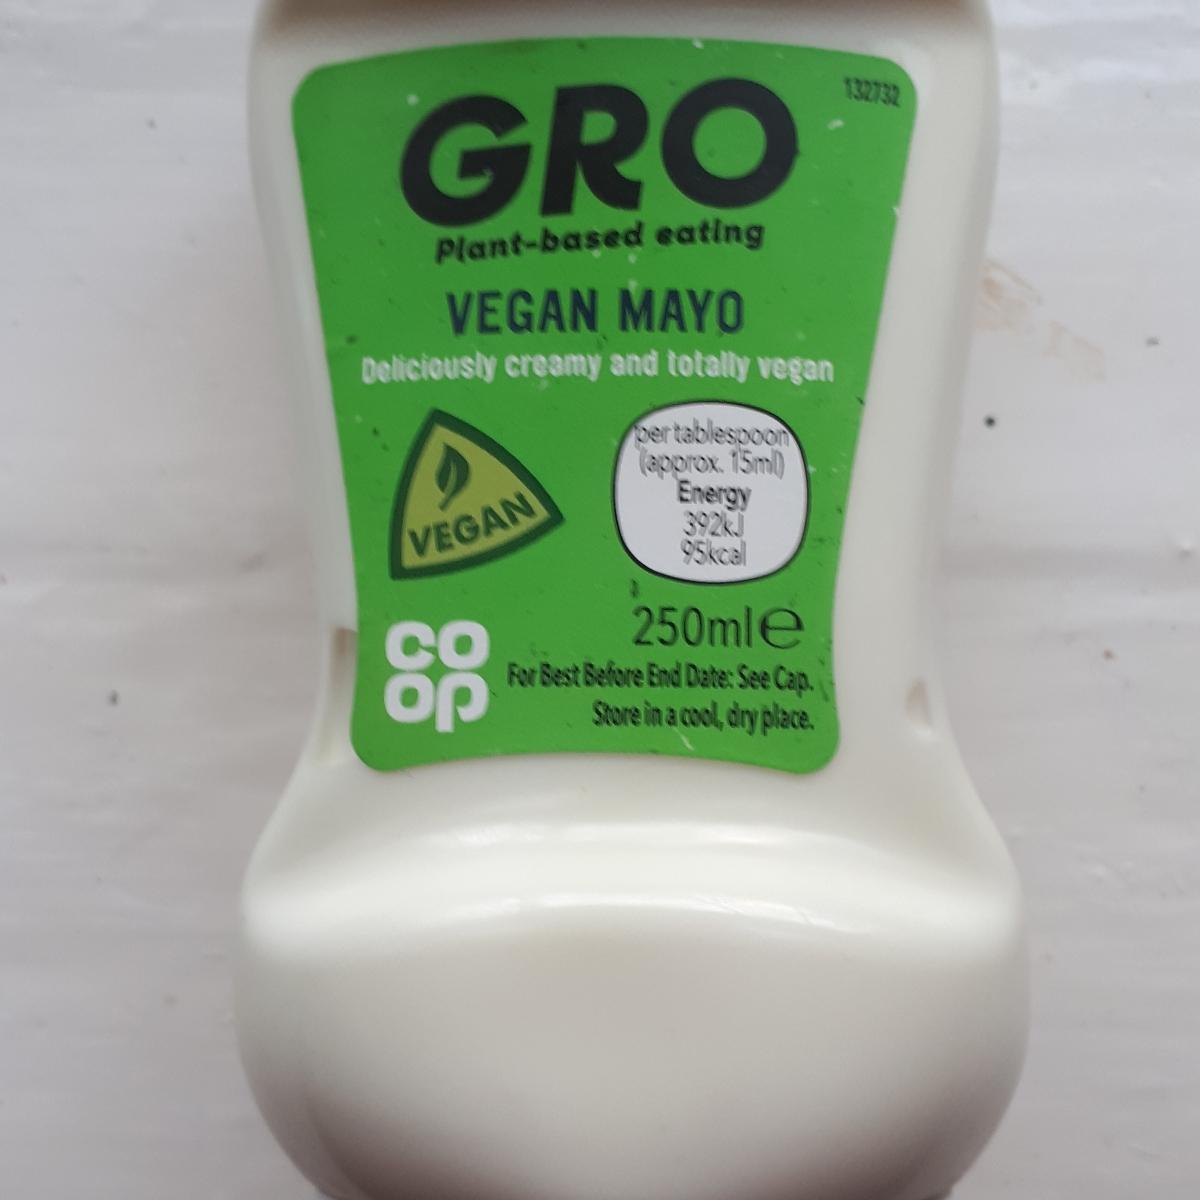 132732
GRO
Plant-based eating
VEGAN MAYO
Deliciously creamy and totally vegan
VEGAN
per tablespoon
(approx. 15ml)
Energy
392kJ
95kcal
250ml℮
CO
OP
For Best Before End Date: See Cap.
Store in a cool, dry place.